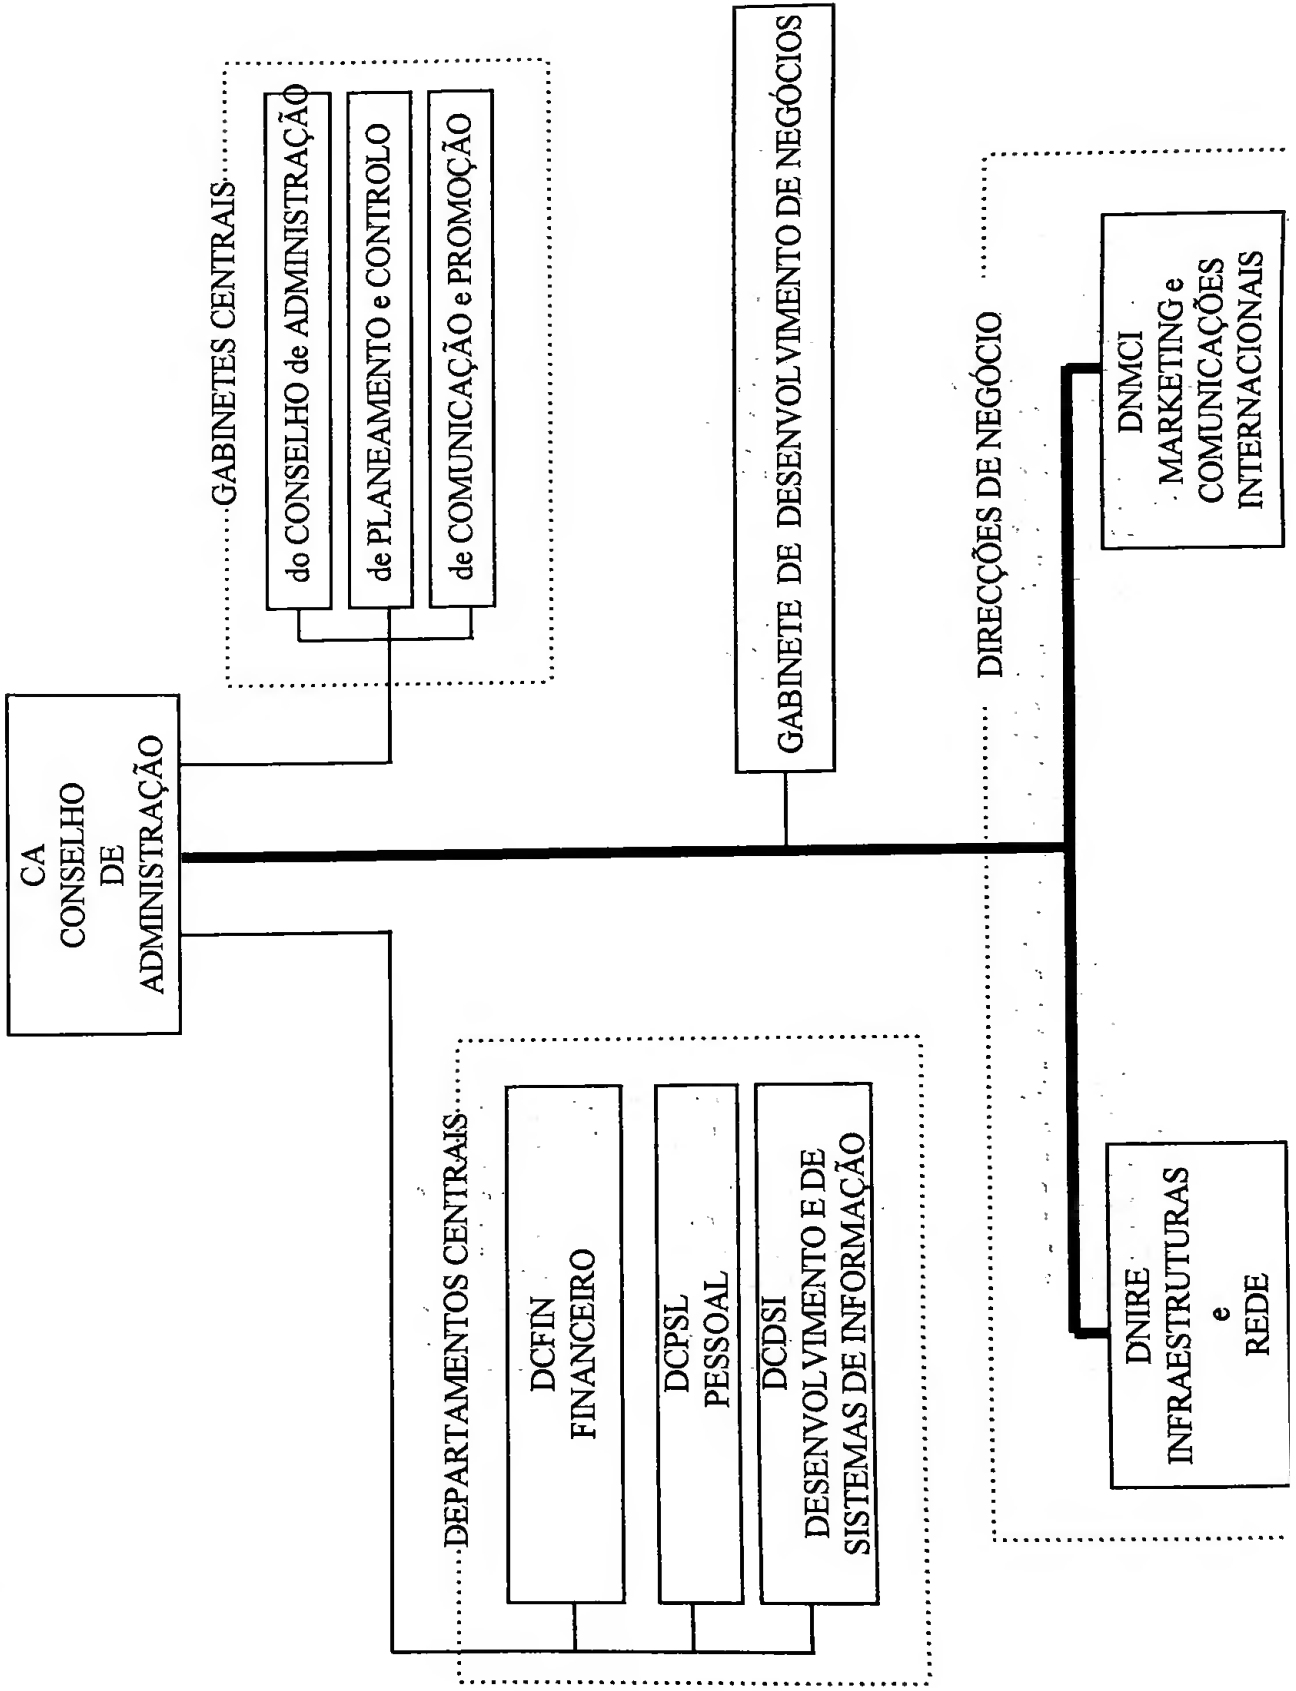 CA
CONSELHO
DE
ADMINISTRAÇÃO
GABINETES CENTRAIS
do CONSELHO de ADMINISTRAÇÃO
de PLANEAMENTO e CONTROLO
de COMUNICAÇÃO e PROMOÇÃO
DEPARTAMENTOS CENTRAIS
DCFIN
FINANCEIRO
DCPSL
PESSOAL
DCDSI
DESENVOLVIMENTO E DE
SISTEMAS DE INFORMAÇÃO
GABINETE DE DESENVOLVIMENTO DE NEGÓCIOS
DIRECÇÕES DE NEGÓCIO
DNIRE
INFRAESTRUTURAS
e
REDE
DNMCI
MARKETING e
COMUNICAÇÕES
INTERNACIONAIS